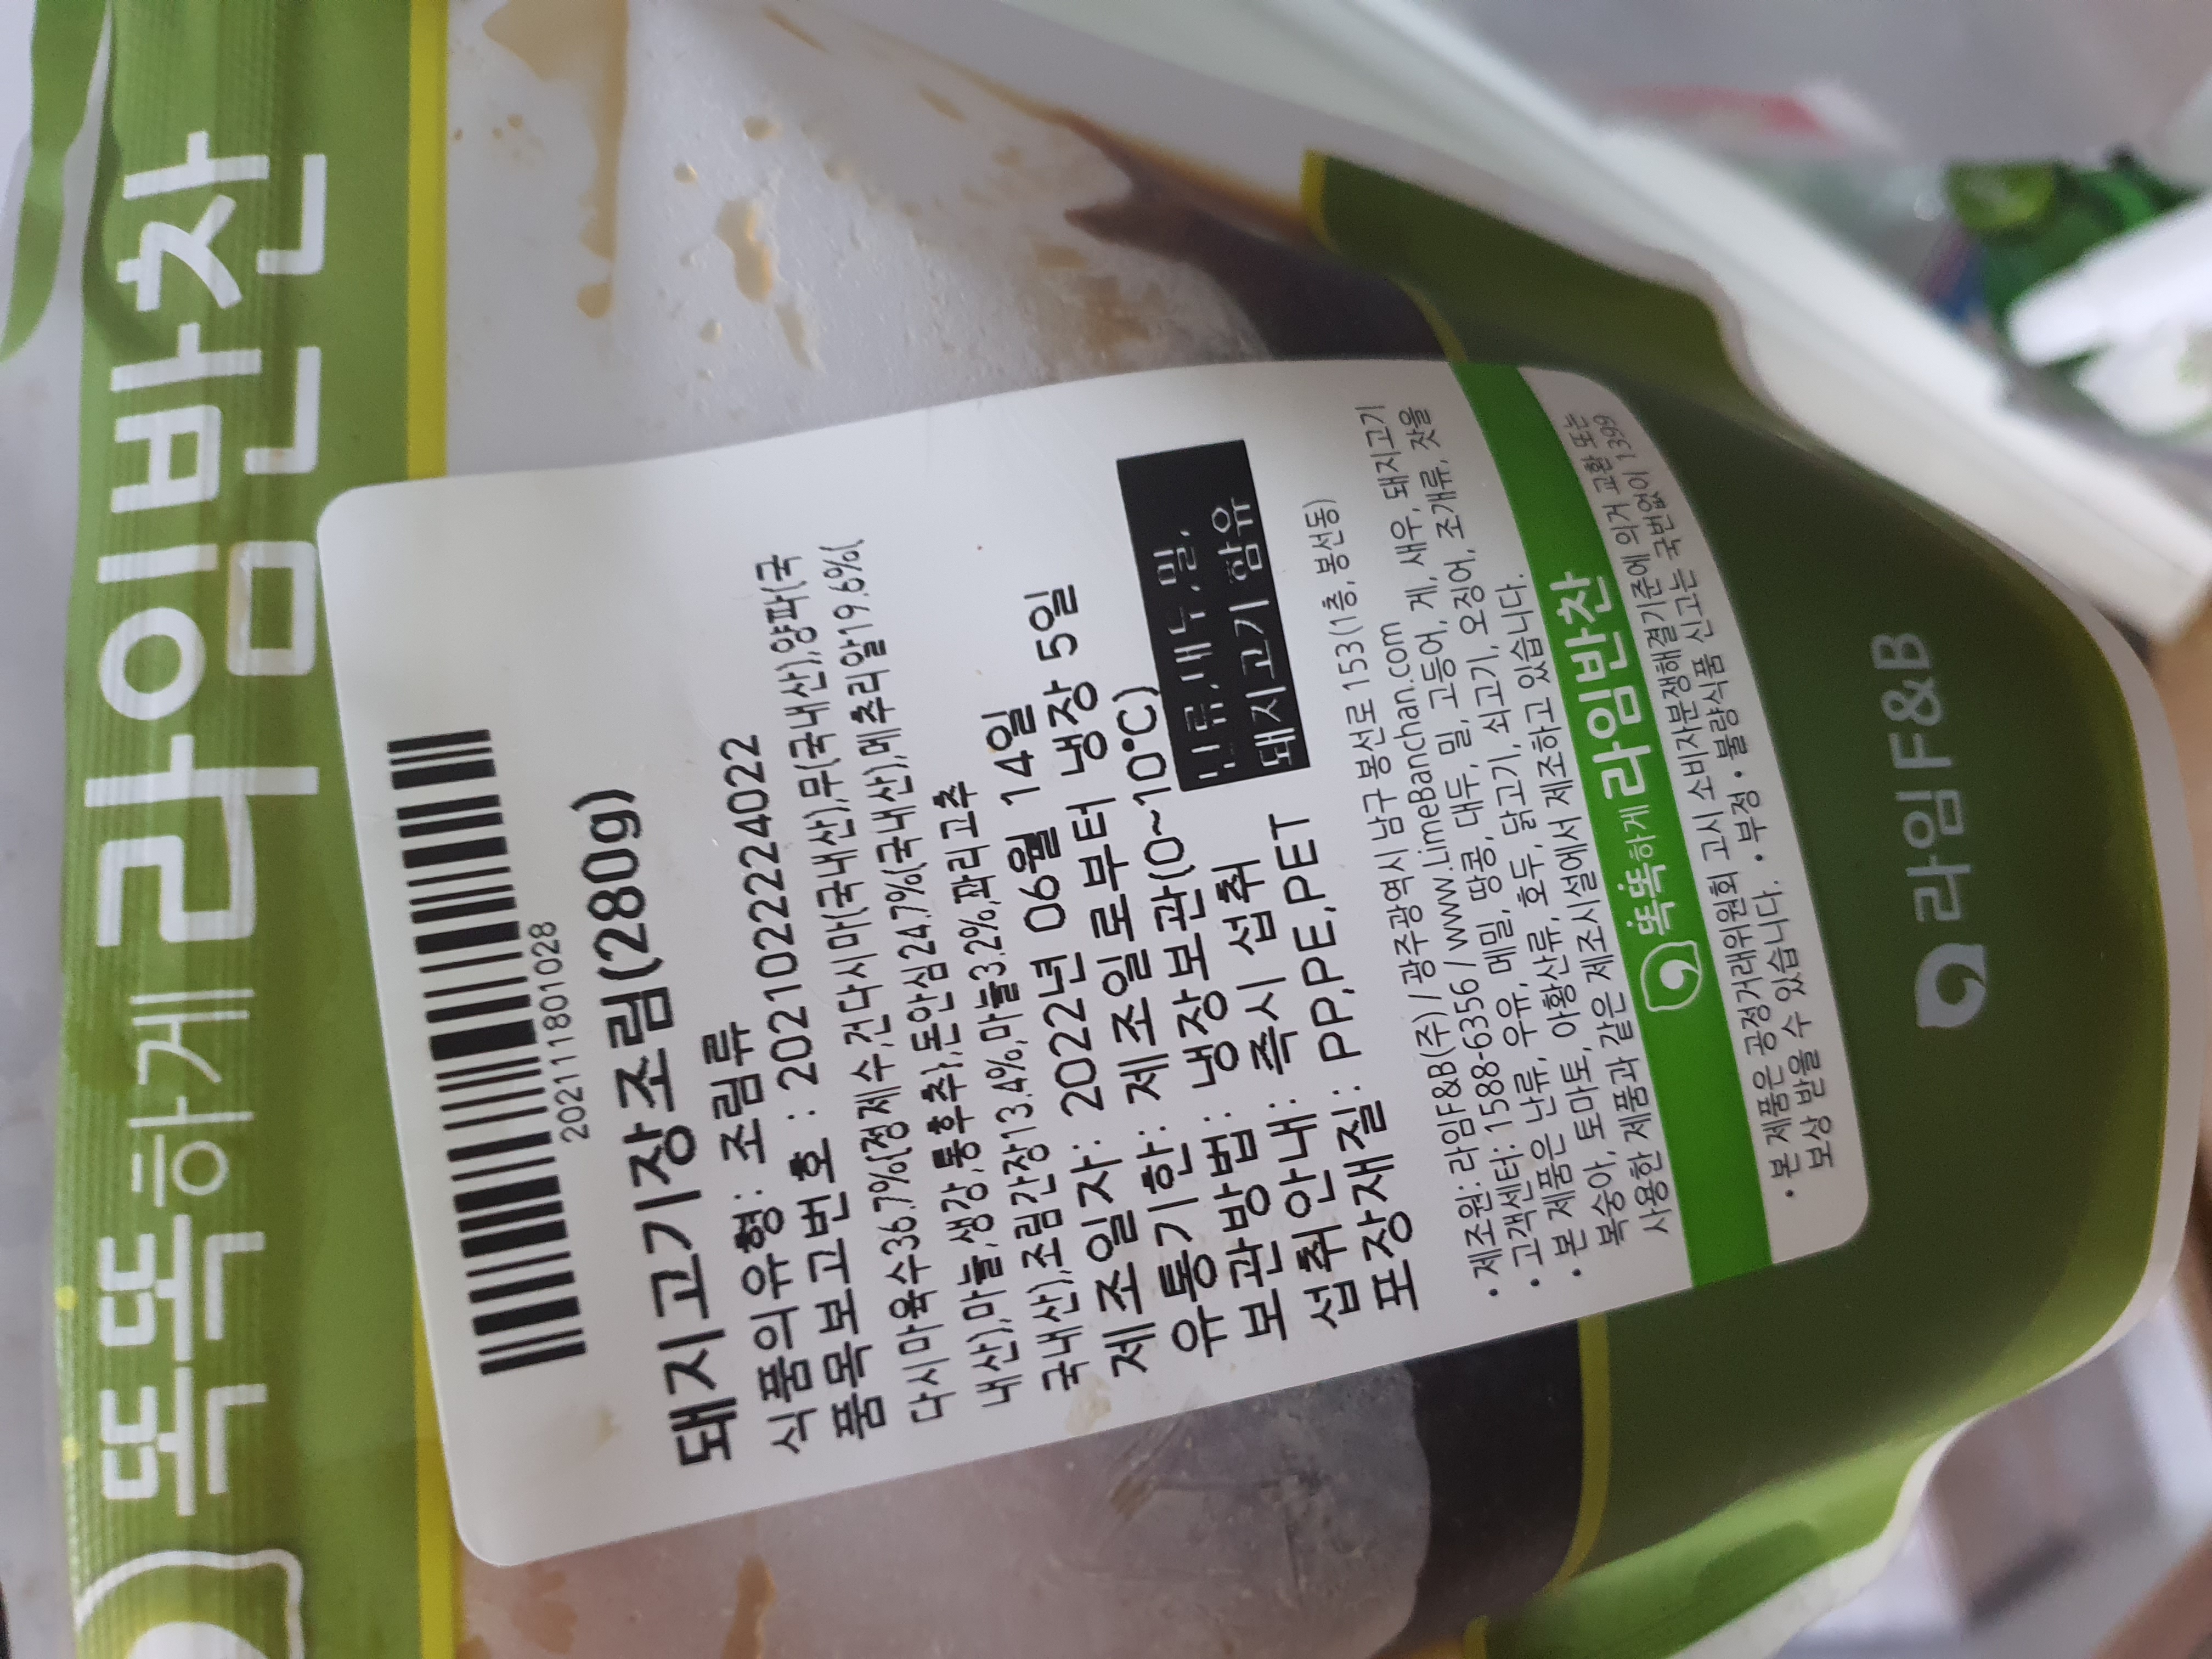 똑똑하게 라임반찬
2021118010​28
돼지고기장조림(280g)
식품의유형: 조림류
품목보고번호 : 2021022224022
다시마육수36.7%{정제수,건다시마(국내산),무(국내산),양파(국
내산),마늘,생강,통후추},돈안심24.7%(국내산),메추리알19.6%(
국내산),조림간장13.4%,마늘3.2%,꽈리고추
제조일자: 2022년 06월 14일
유통기한: 제조일로부터 냉장 5일
보관방법: 냉장보관(0~10°C)
섭취안내: 즉시 섭취
포장재질: PP,PE,PET
난류,대두,밀,
돼지고기 함유
• 제조원: 라임F&B(주) / 광주광역시 남구 봉선로 153(1층, 봉선동)
• 고객센터: 1588-6356 / www.LimeBanchan.com
• 본 제품은 난류, 우유, 메밀, 땅콩, 대두, 밀, 고등어, 게, 새우, 돼지고기
복숭아, 토마토, 아황산류, 호두, 닭고기, 쇠고기, 오징어, 조개류, 잣을
사용한 제품과 같은 제조시설에서 제조하고 있습니다.
똑똑하게 라임반찬
• 본 제품은 공정거래위원회 고시 소비자분쟁해결기준에 의거 교환 또는
보상 받을 수 있습니다. • 부정 • 불량식품 신고는 국번없이 1399
라임F&B